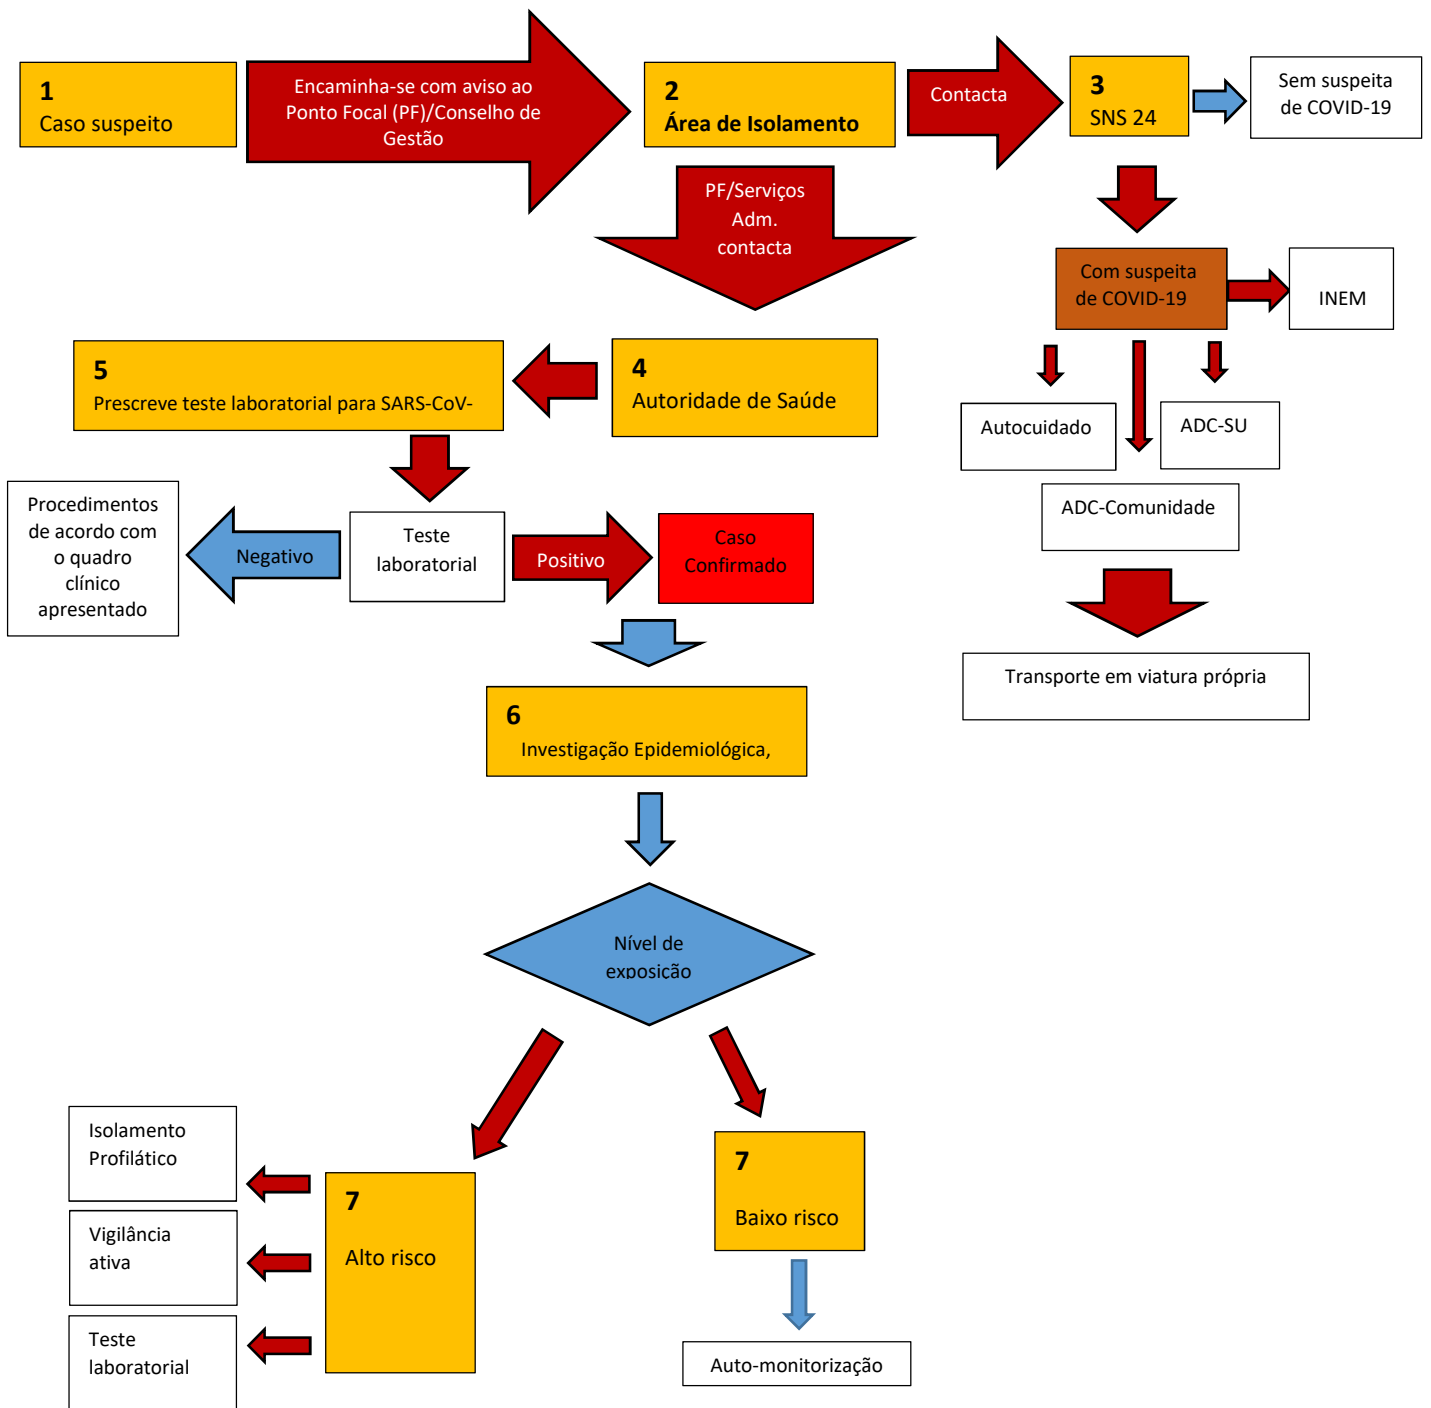 1
Caso suspeito
Encaminha-se com aviso ao
Ponto Focal (PF)/Conselho de
Gestão
2
Área de Isolamento
Contacta
3
SNS 24
Sem suspeita
de COVID-19
PF/Serviços
Adm.
contacta
Com suspeita
de COVID-19
INEM
5
Prescreve teste laboratorial para SARS-CoV-
4
Autoridade de Saúde
Autocuidado
ADC-SU
ADC-Comunidade
Procedimentos
de acordo com
o quadro
clínico
apresentado
Negativo
Teste
laboratorial
Positivo
Caso
Confirmado
Transporte em viatura própria
6
Investigação Epidemiológica,
Nível de
exposição
Isolamento
Profilático
Vigilância
ativa
Teste
laboratorial
7
Alto risco
7
Baixo risco
Auto-monitorização